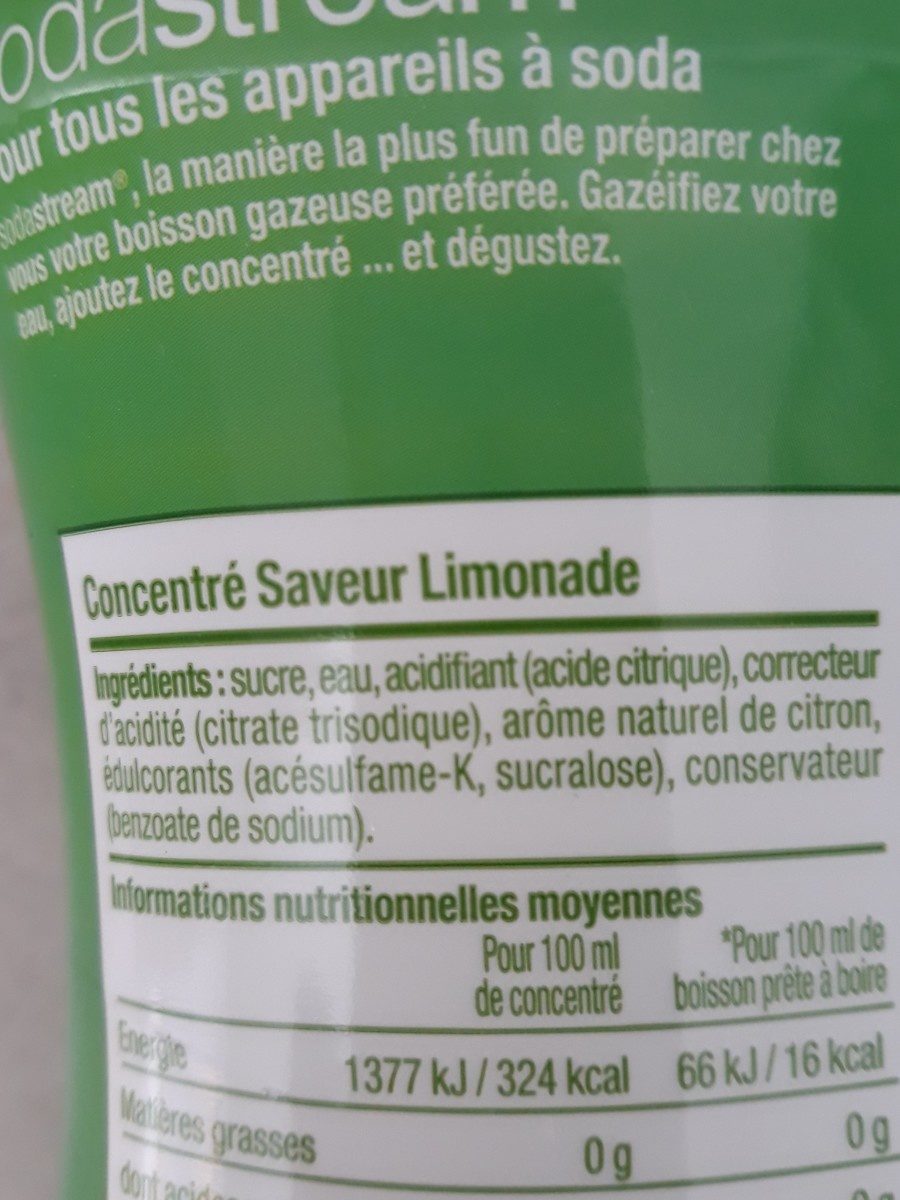 odastream
our tous les appareils à soda
sodastream®, la manière la plus fun de préparer chez
vous votre boisson gazeuse préférée. Gazéifiez votre
eau, ajoutez le concentré ... et dégustez.
Concentré Saveur Limonade
Ingrédients : sucre, eau, acidifiant (acide citrique), correcteur
d'acidité (citrate trisodique), arôme naturel de citron,
édulcorants (acésulfame-K, sucralose), conservateur
(benzoate de sodium).
Informations nutritionnelles moyennes
Pour 100 ml *Pour 100 ml de
de concentré boisson prête à boire
Energie 1377 kJ / 324 kcal 66 kJ / 16 kcal
Matières grasses 0 g 0 g
dont